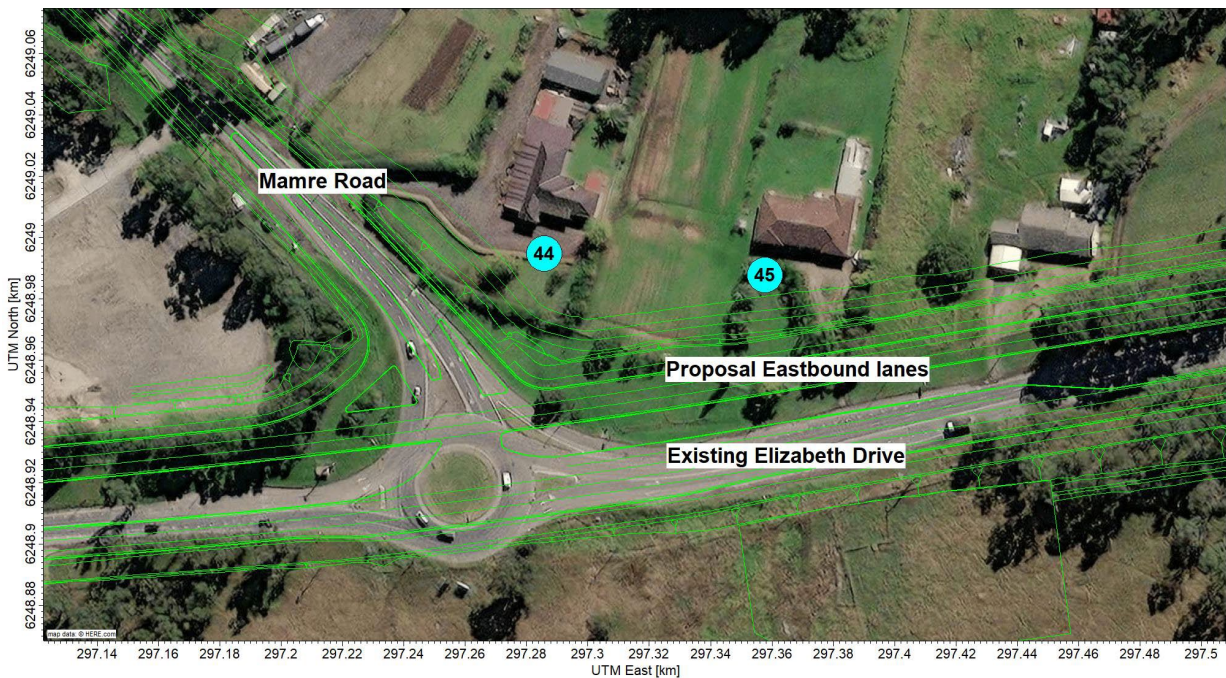 6249.06
6249.04
6249.02
6249
6248.98
6248.96
6248.94
6248.92
6248.9
6248.88
UTM North [km]
Mamre Road
44
45
Proposal Eastbound lanes
Existing Elizabeth Drive
map data: © HERE.com
297.14 297.16 297.18 297.2 297.22 297.24 297.26 297.28 297.3 297.32 297.34 297.36 297.38 297.4 297.42 297.44 297.46 297.48 297.5
UTM East [km]